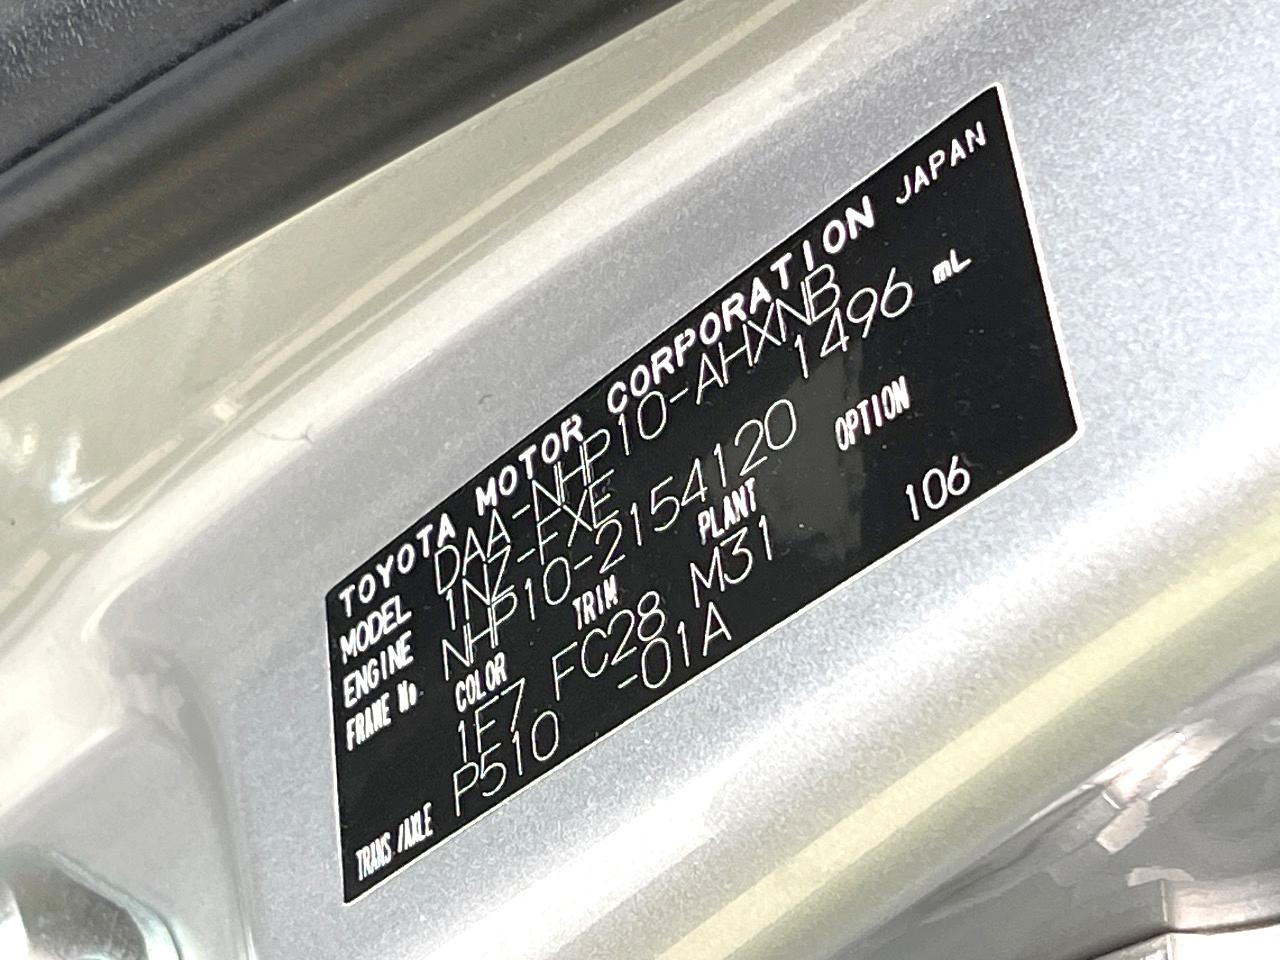 TOYOTA MOTOR CORPORATION JAPAN
MODEL DAA-NHP10-AHXNB
ENGINE 1NZ-FXE 1496 mL
FRAME No. NHP10-2154120
COLOR TRIM PLANT OPTION
1E7 FC28 M31 106
TRANS/AXLE P510 -01A